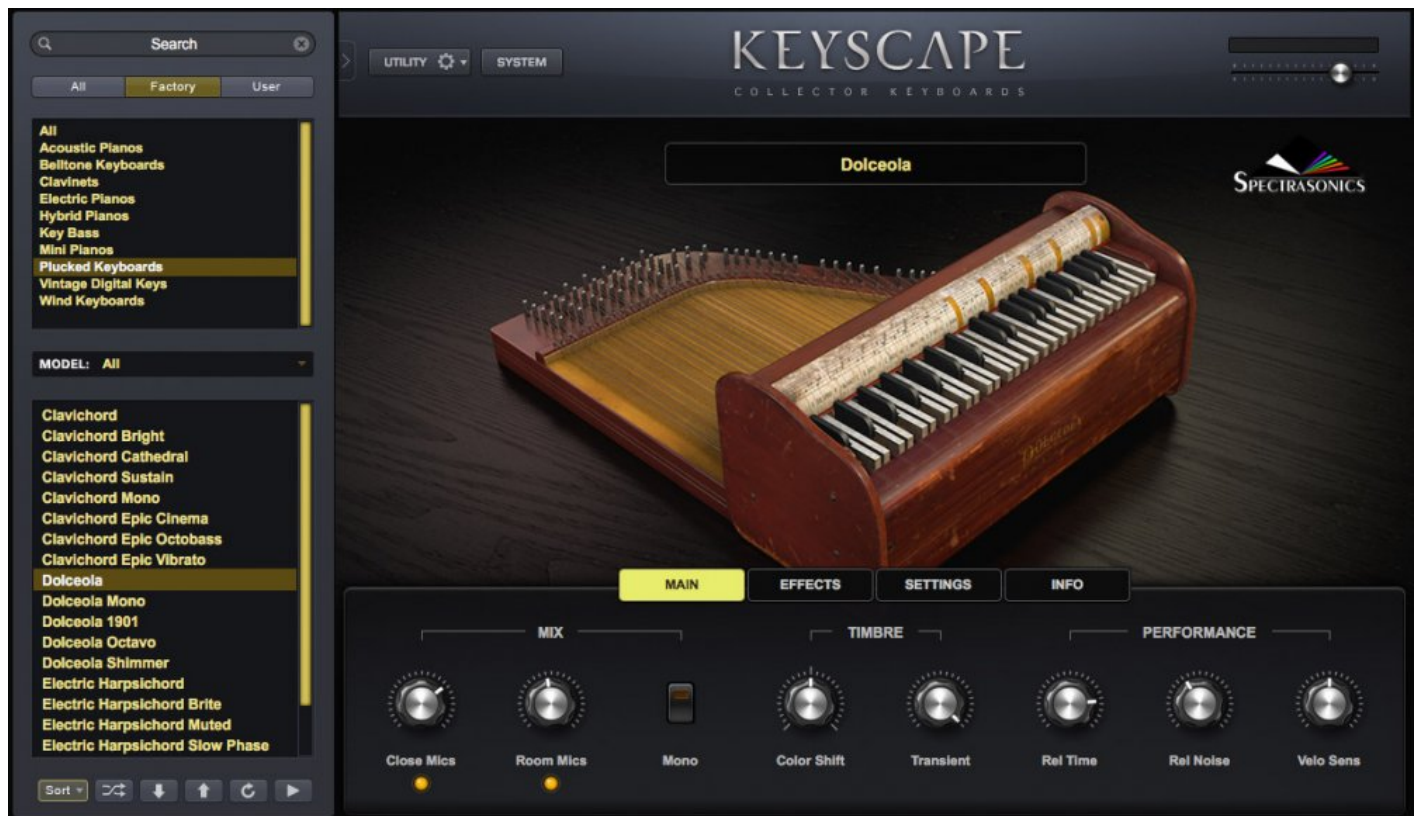 Search
All Factory User
All
Acoustic Pianos
Belltone Keyboards
Clavinets
Electric Pianos
Hybrid Pianos
Key Bass
Mini Pianos
Plucked Keyboards
Vintage Digital Keys
Wind Keyboards
MODEL: All
Clavichord
Clavichord Bright
Clavichord Cathedral
Clavichord Sustain
Clavichord Mono
Clavichord Epic Cinema
Clavichord Epic Octobass
Clavichord Epic Vibrato
Dolceola
Dolceola Mono
Dolceola 1901
Dolceola Octavo
Dolceola Shimmer
Electric Harpsichord
Electric Harpsichord Brite
Electric Harpsichord Muted
Electric Harpsichord Slow Phase
Sort
UTILITY SYSTEM
KEYSCAPE
COLLECTOR KEYBOARDS
Dolceola
SPECTRASONICS
Dolceola
MAIN EFFECTS SETTINGS INFO
MIX TIMBRE PERFORMANCE
Close Mics Room Mics Mono Color Shift Transient Rel Time Rel Noise Velo Sens